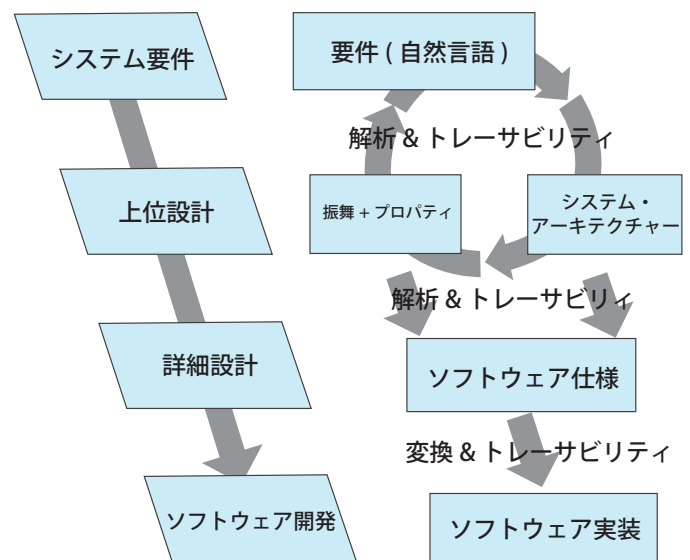 システム要件
上位設計
詳細設計
ソフトウェア開発
要件 ( 自然言語 )
解析 & トレーサビリティ
振舞 + プロパティ
システム・
アーキテクチャー
解析 & トレーサビリィ
ソフトウェア仕様
変換 & トレーサビリティ
ソフトウェア実装